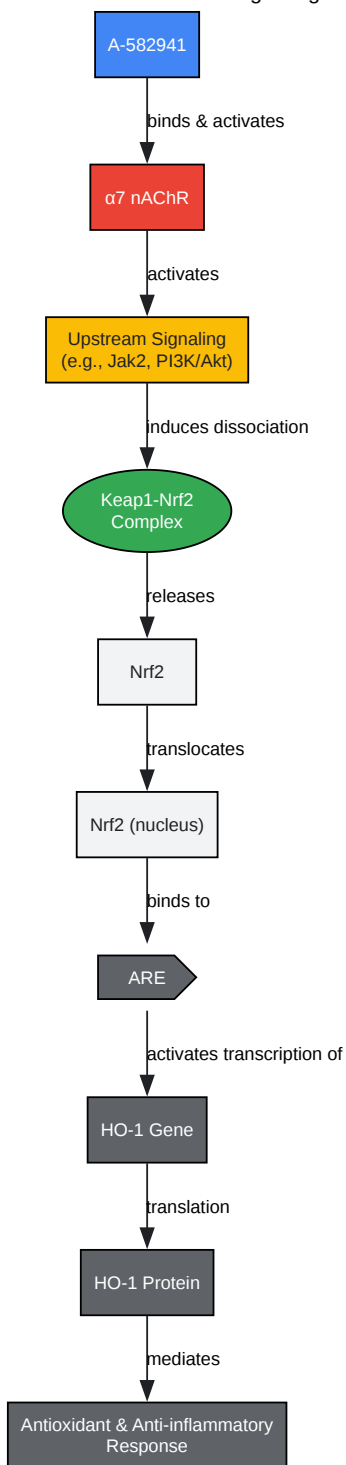 A-582941
binds & activates
α7 nAChR
activates
Upstream Signaling
(e.g., Jak2, PI3K/Akt)
induces dissociation
Keap1-Nrf2
Complex
releases
Nrf2
translocates
Nrf2 (nucleus)
binds to
ARE
activates transcription of
HO-1 Gene
translation
HO-1 Protein
mediates
Antioxidant & Anti-inflammatory
Response